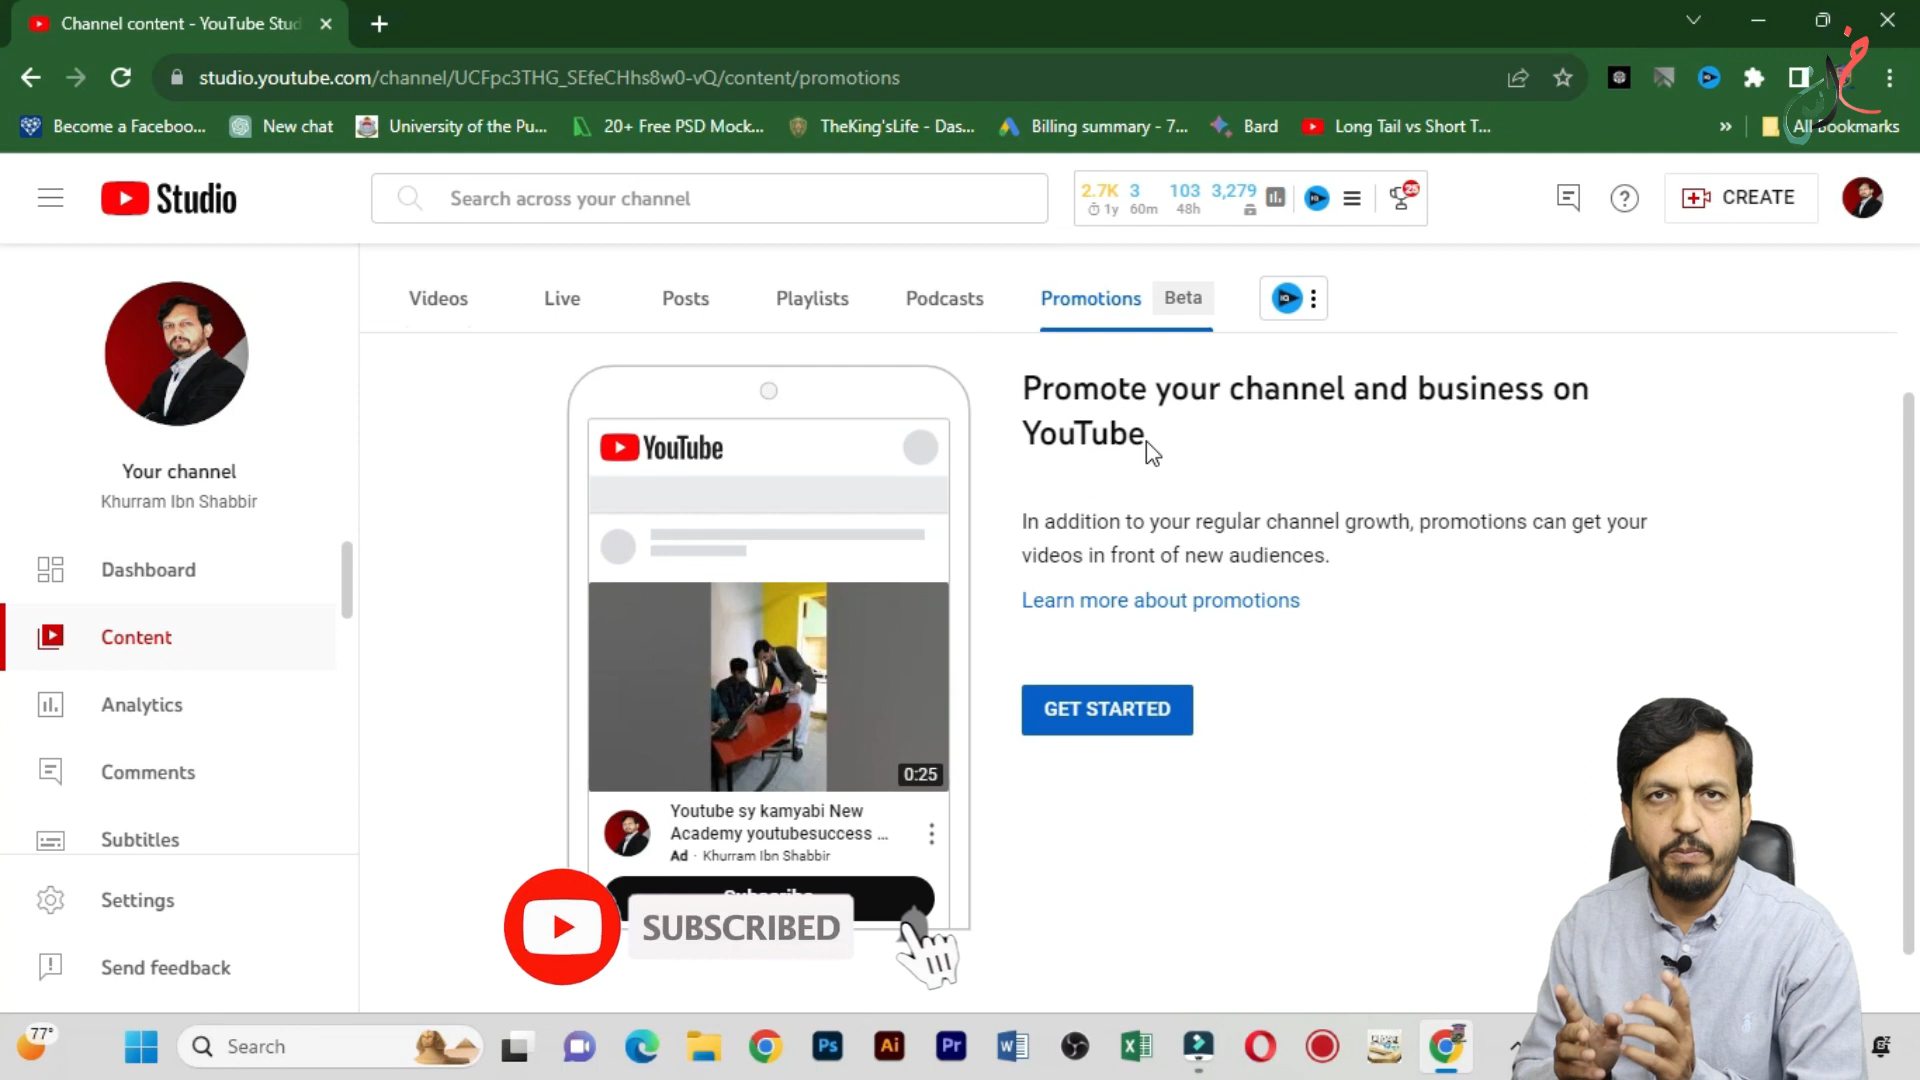 Channel content - YouTube Stud
studio.youtube.com/channel/UCFpc3THG_SEfeCHhs8w0-vQ/content/promotions
Become a Faceboo...
New chat
University of the Pu...
20+ Free PSD Mock...
TheKing'sLife - Das...
Billing summary - 7...
Bard
Long Tail vs Short T...
»
All Bookmarks
Studio
Search across your channel
2.7K 3 103 3,279
1y 60m 48h
25
CREATE
Videos
Live
Posts
Playlists
Podcasts
Promotions
Beta
IQ
Your channel
Khurram Ibn Shabbir
Dashboard
Content
Analytics
Comments
Subtitles
Settings
Send feedback
YouTube
0:25
Youtube sy kamyabi New
Academy youtubesuccess ...
Ad · Khurram Ibn Shabbir
Subscribe
SUBSCRIBED
Promote your channel and business on
YouTube
In addition to your regular channel growth, promotions can get your
videos in front of new audiences.
Learn more about promotions
GET STARTED
77°
Search
Ps
Ai
Pr